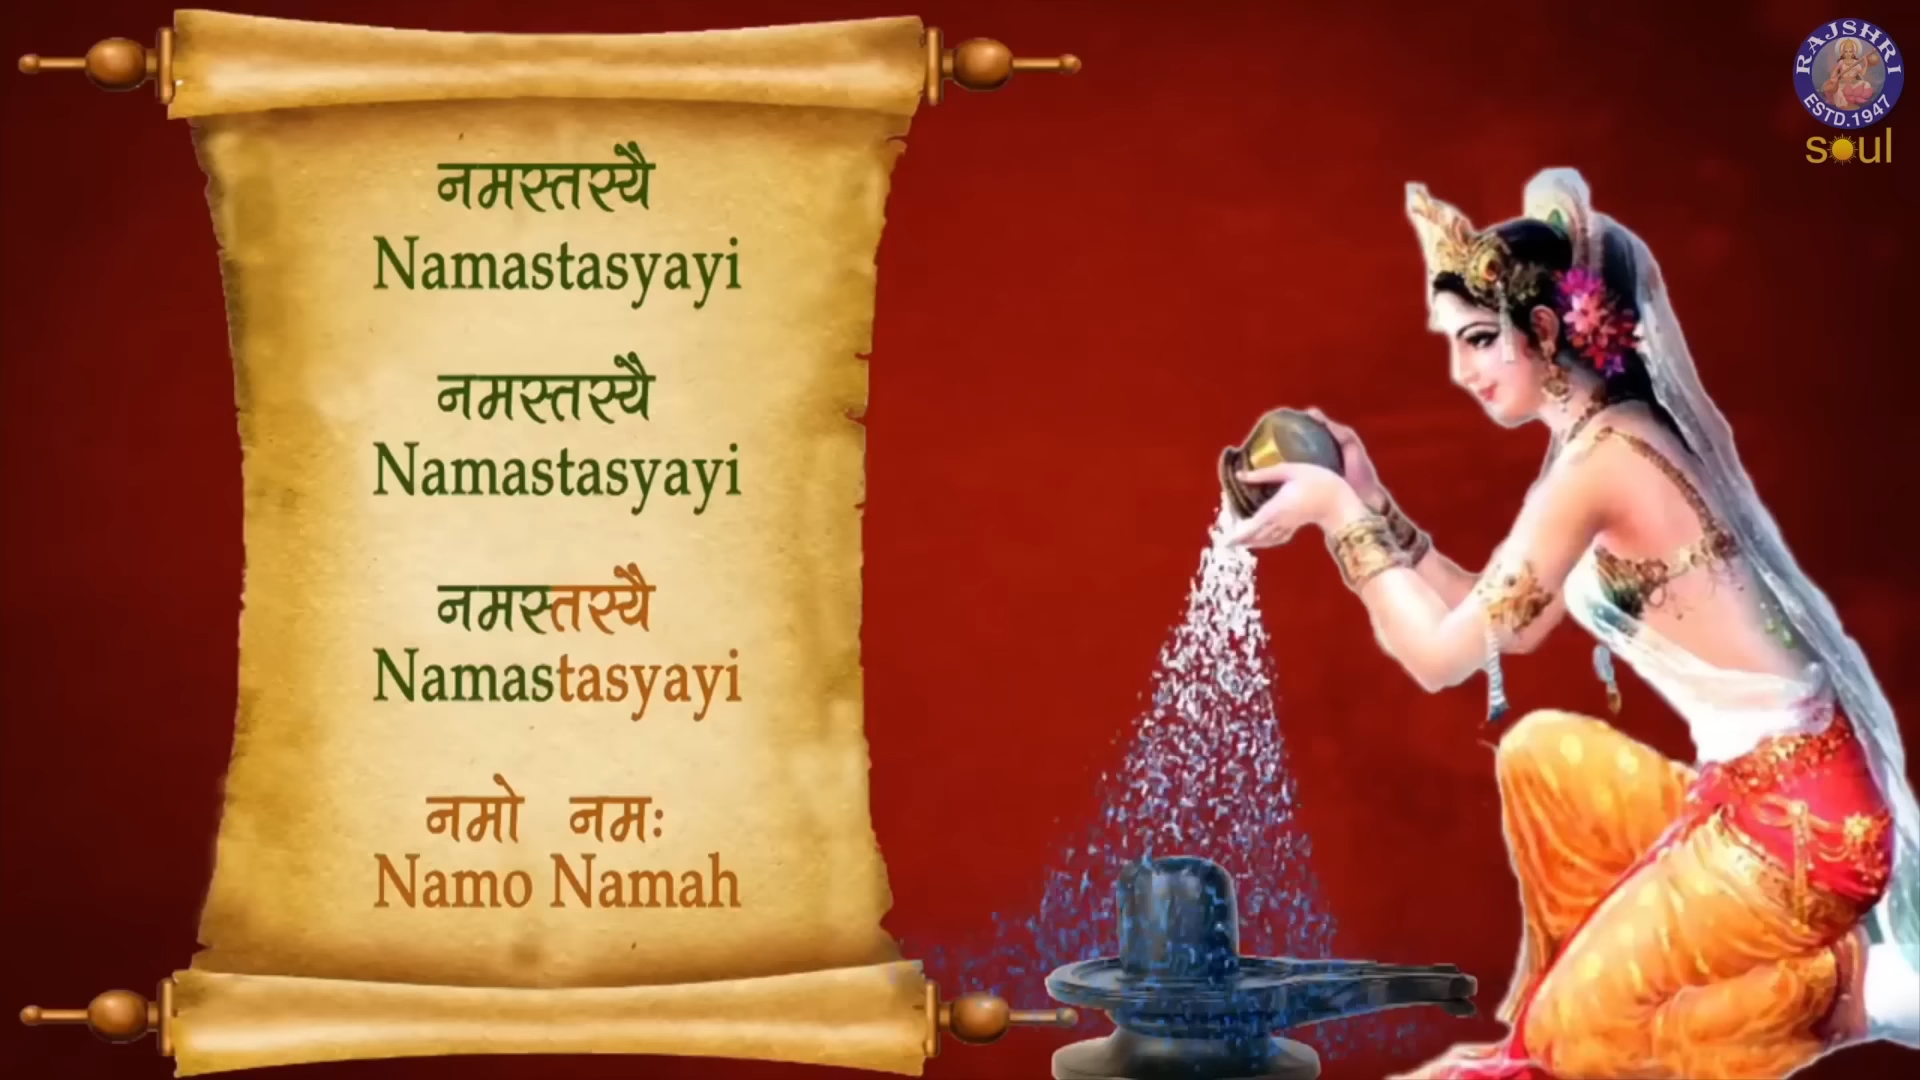 नमस्तस्यै
Namastasyayi
नमस्तस्यै
Namastasyayi
नमस्तस्यै
Namastasyayi
नमो नमः
Namo Namah
RAJSHRI
ESTD.1947
soul